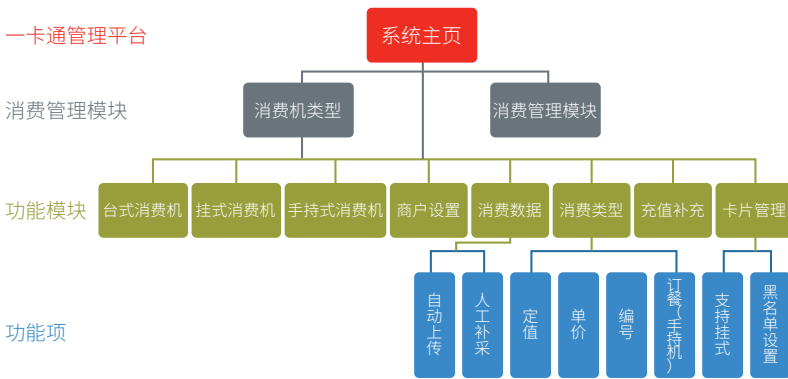 一卡通管理平台
系统主页
消费管理模块
消费机类型
消费管理模块
功能模块
台式消费机
挂式消费机
手持式消费机
商户设置
消费数据
消费类型
充值补充
卡片管理
功能项
自动上传
人工补采
定值
单价
编号
订餐(手持机)
支持挂式
黑名单设置